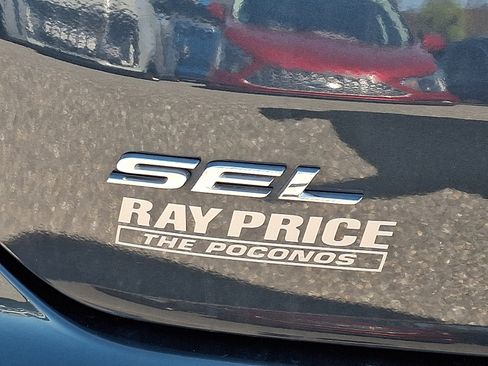 SEL
RAY PRICE
THE POCONOS